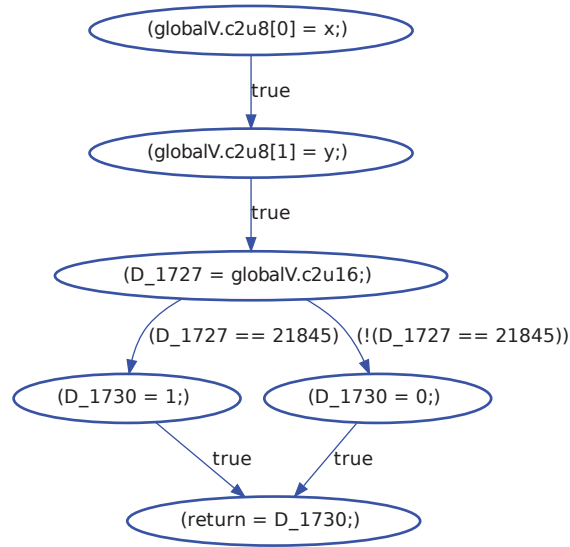 (globalV.c2u8[0] = x;)
true
(globalV.c2u8[1] = y;)
true
(D_1727 = globalV.c2u16;)
(D_1727 == 21845)
(!(D_1727 == 21845))
(D_1730 = 1;)
(D_1730 = 0;)
true
true
(return = D_1730;)